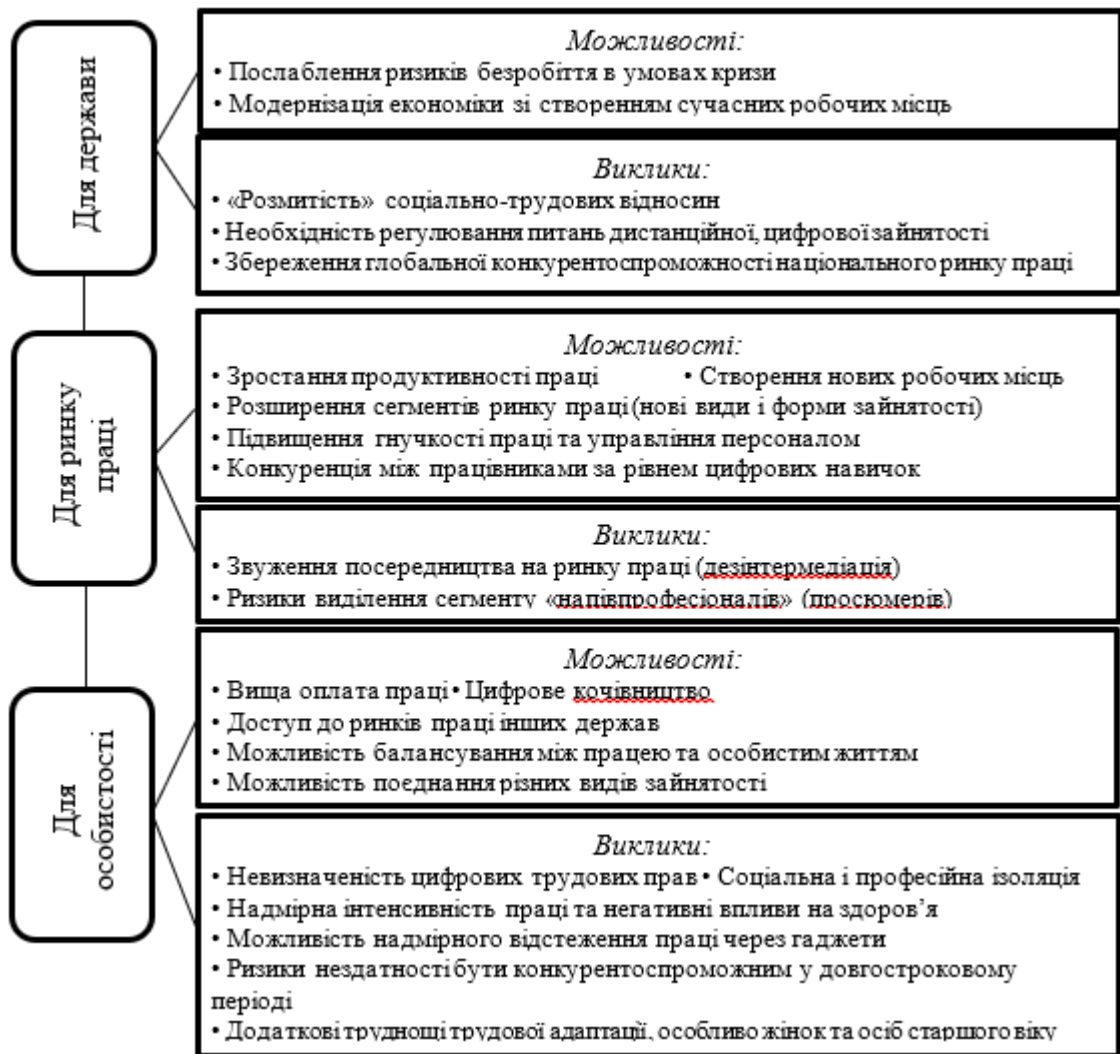 Для держави
Можливості:
• Послаблення ризиків безробіття в умовах кризи
• Модернізація економіки зі створенням сучасних робочих місць
Виклики:
• «Розмитість» соціально-трудових відносин
• Необхідність регулювання питань дистанційної, цифрової зайнятості
• Збереження глобальної конкурентоспроможності національного ринку праці
Для ринку
праці
Можливості:
• Зростання продуктивності праці • Створення нових робочих місць
• Розширення сегментів ринку праці (нові види і форми зайнятості)
• Підвищення гнучкості праці та управління персоналом
• Конкуренція між працівниками за рівнем цифрових навичок
Виклики:
• Звуження посередництва на ринку праці (дезінтермедіація)
• Ризики виділення сегменту «напівпрофесіоналів» (просюмерів)
Для
особистості
Можливості:
• Вища оплата праці • Цифрове кочівництво
• Доступ до ринків праці інших держав
• Можливість балансування між працею та особистим життям
• Можливість поєднання різних видів зайнятості
Виклики:
• Невизначеність цифрових трудових прав • Соціальна і професійна ізоляція
• Надмірна інтенсивність праці та негативні впливи на здоров’я
• Можливість надмірного відстеження праці через гаджети
• Ризики нездатності бути конкурентоспроможним у довгостроковому
періоді
• Додаткові труднощі трудової адаптації, особливо жінок та осіб старшого віку